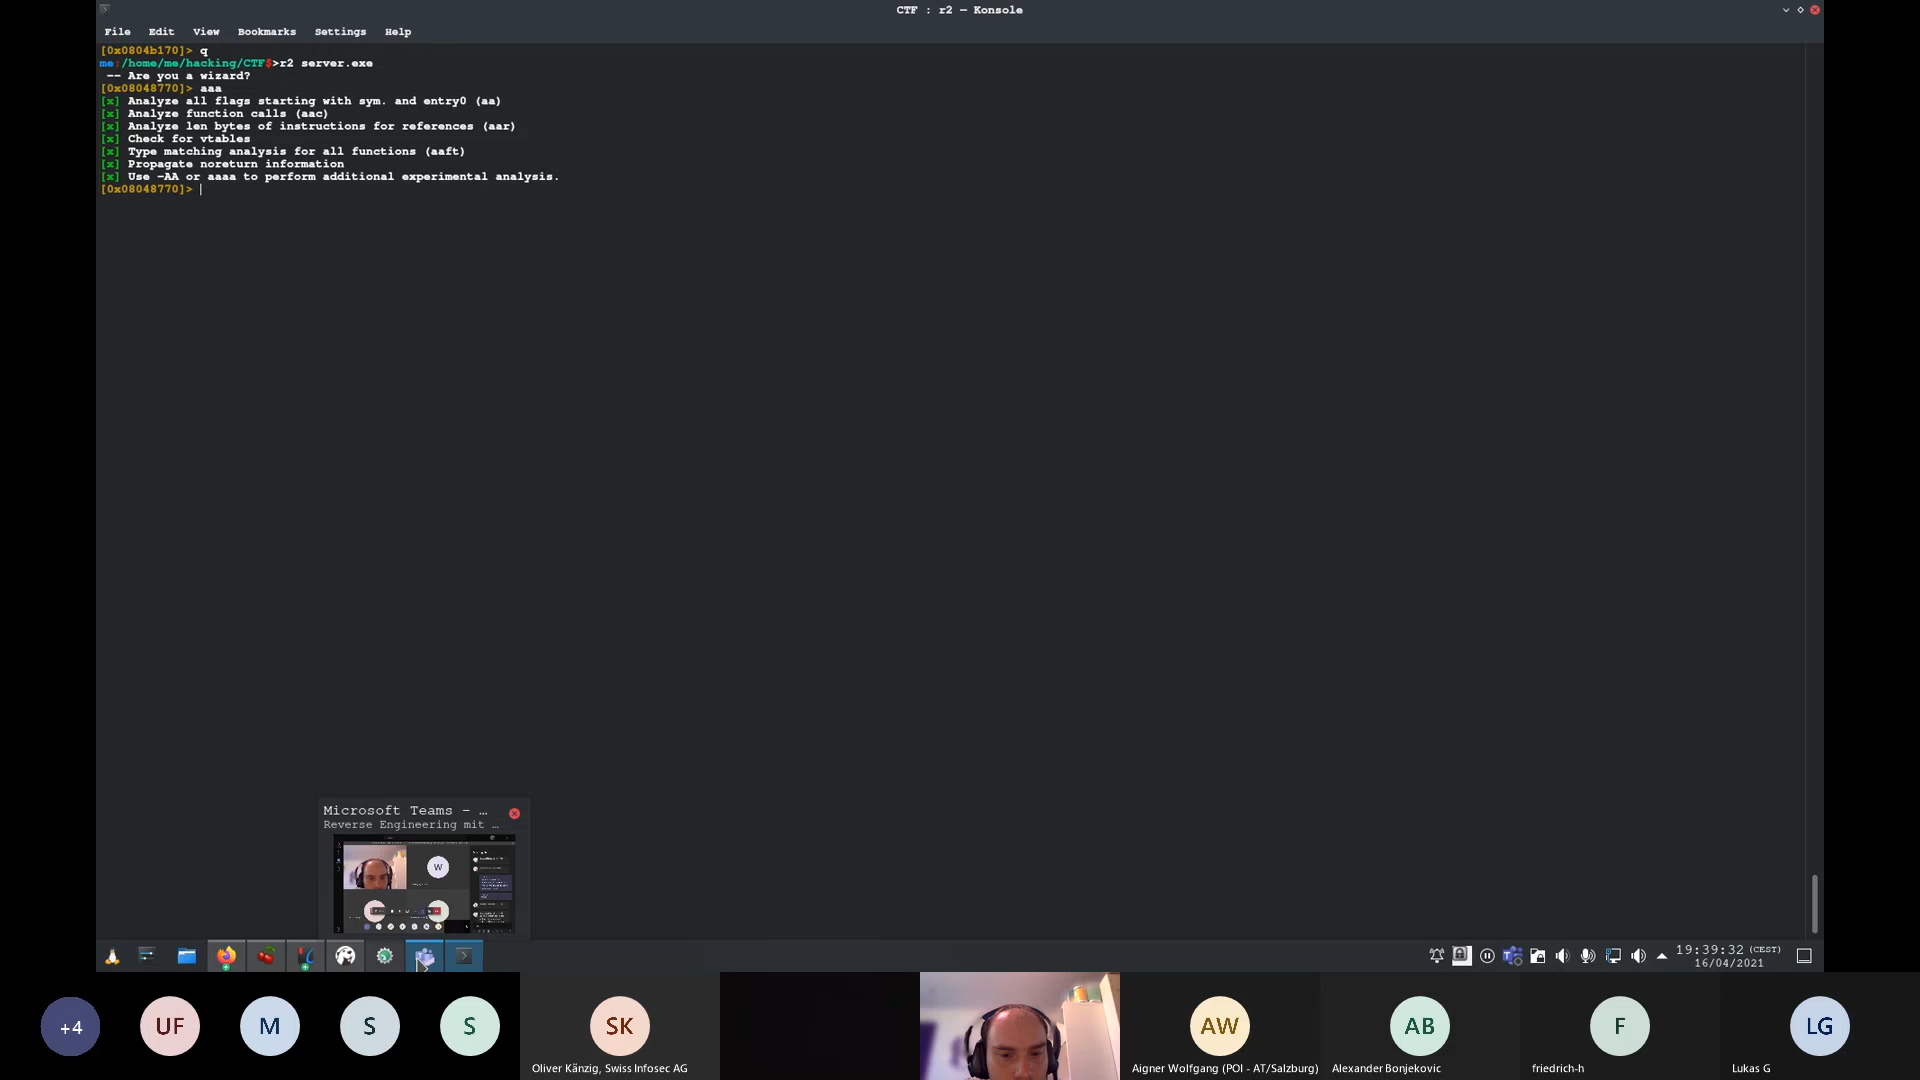 CTF : r2 — Konsole
File Edit View Bookmarks Settings Help
[0x0804b170]> q
me:/home/me/hacking/CTF$>r2 server.exe
-- Are you a wizard?
[0x08048770]> aaa
[x] Analyze all flags starting with sym. and entry0 (aa)
[x] Analyze function calls (aac)
[x] Analyze len bytes of instructions for references (aar)
[x] Check for vtables
[x] Type matching analysis for all functions (aaft)
[x] Propagate noreturn information
[x] Use -AA or aaaa to perform additional experimental analysis.
[0x08048770]>
Microsoft Teams - …
Reverse Engineering mit …
W
19:39:32 (CEST)
16/04/2021
+4 UF M S S SK AW AB F LG
Oliver Känzig, Swiss Infosec AG Aigner Wolfgang (POI - AT/Salzburg) Alexander Bonjekovic friedrich-h Lukas G